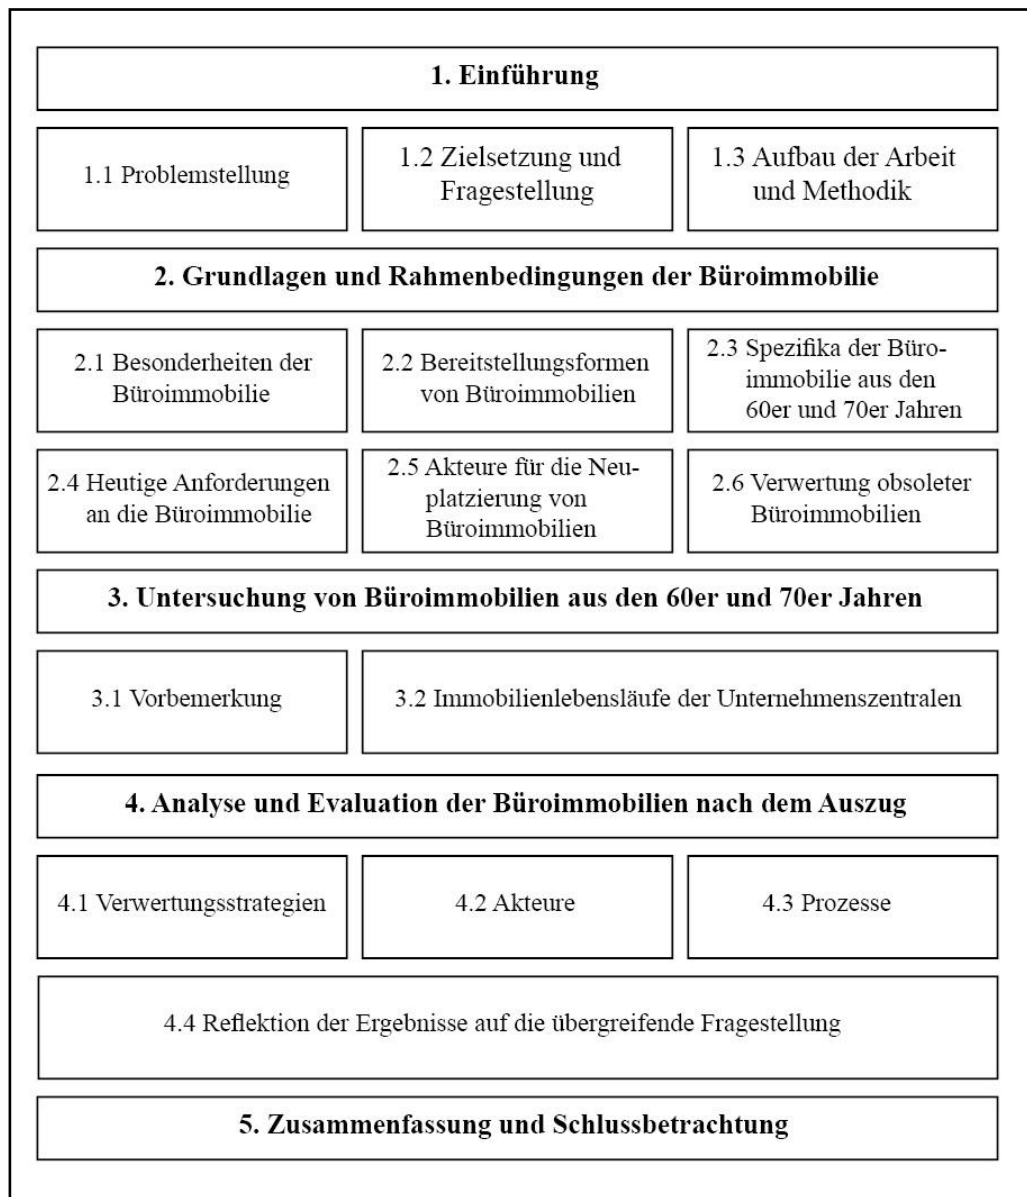 1. Einführung
1.1 Problemstellung
1.2 Zielsetzung und
Fragestellung
1.3 Aufbau der Arbeit
und Methodik
2. Grundlagen und Rahmenbedingungen der Büroimmobilie
2.1 Besonderheiten der
Büroimmobilie
2.2 Bereitstellungsformen
von Büroimmobilien
2.3 Spezifika der Büro-
immobilie aus den
60er und 70er Jahren
2.4 Heutige Anforderungen
an die Büroimmobilie
2.5 Akteure für die Neu-
platzierung von
Büroimmobilien
2.6 Verwertung obsoleter
Büroimmobilien
3. Untersuchung von Büroimmobilien aus den 60er und 70er Jahren
3.1 Vorbemerkung
3.2 Immobilienlebensläufe der Unternehmenszentralen
4. Analyse und Evaluation der Büroimmobilien nach dem Auszug
4.1 Verwertungsstrategien
4.2 Akteure
4.3 Prozesse
4.4 Reflektion der Ergebnisse auf die übergreifende Fragestellung
5. Zusammenfassung und Schlussbetrachtung